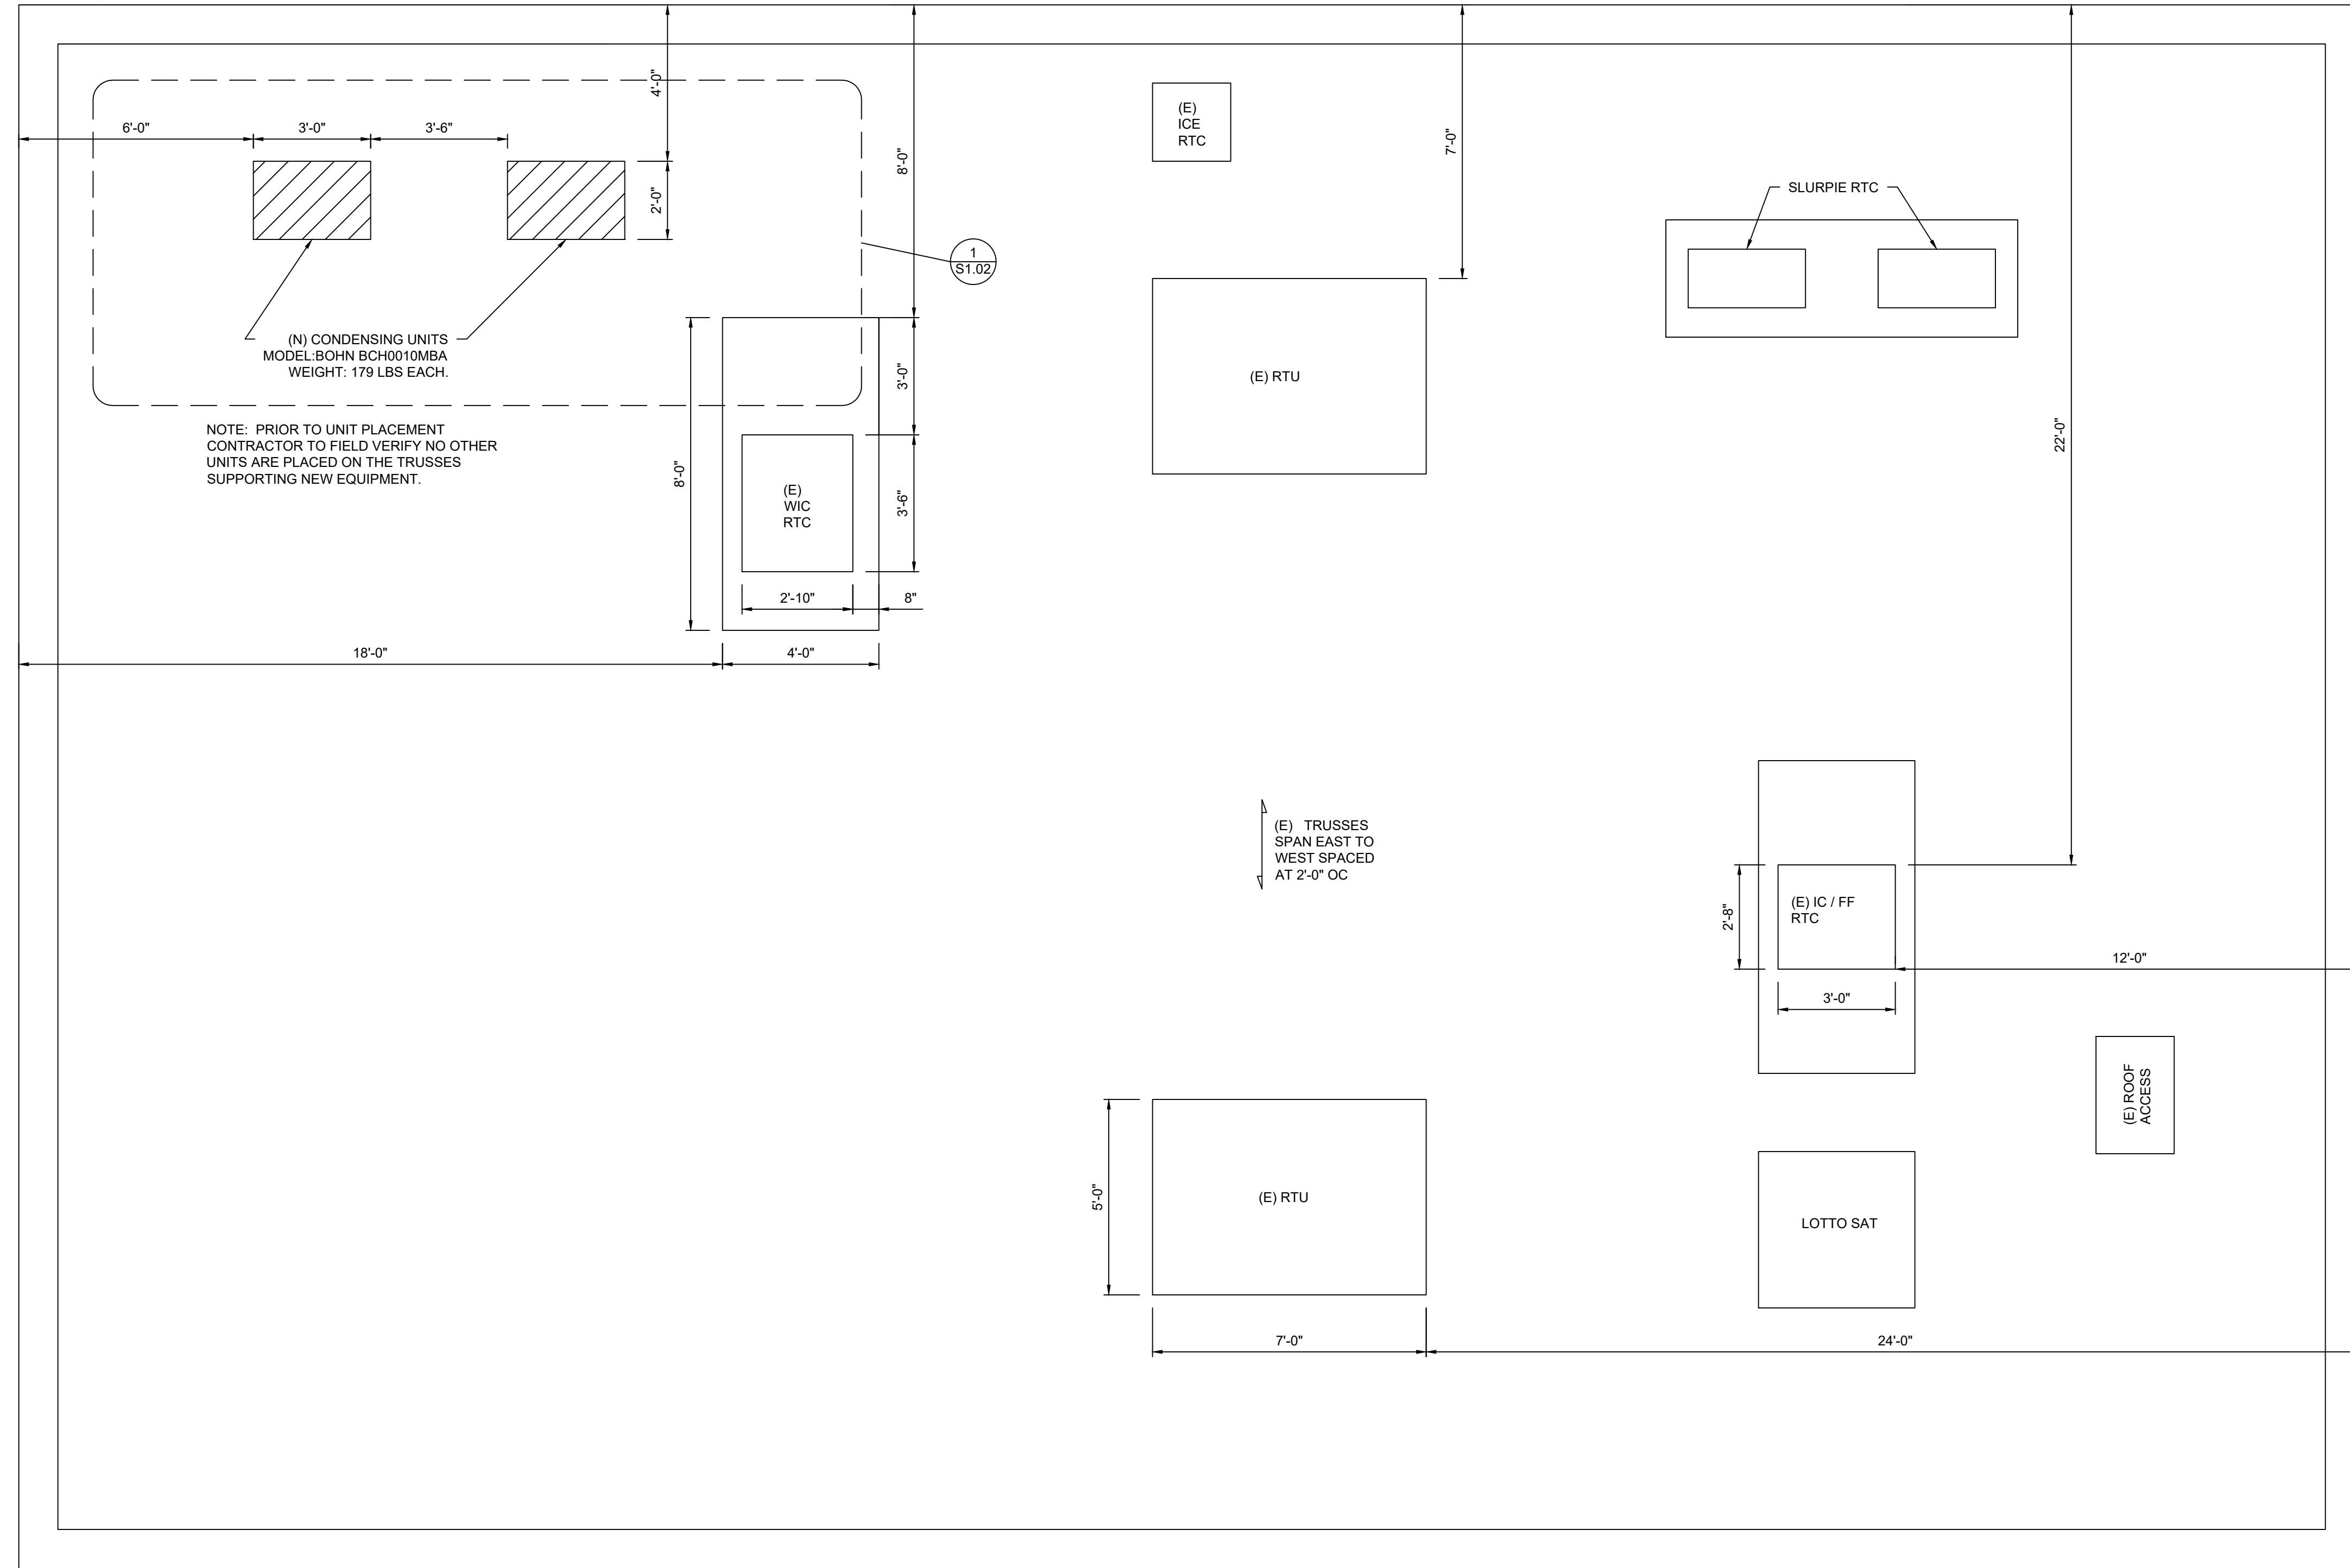 4'-0"
6'-0"
3'-0"
3'-6"
2'-0"
8'-0"
(E)
ICE
RTC
7'-0"
SLURPIE RTC
1
S1.02
(N) CONDENSING UNITS
MODEL:BOHN BCH0010MBA
WEIGHT: 179 LBS EACH.
NOTE:  PRIOR TO UNIT PLACEMENT
CONTRACTOR TO FIELD VERIFY NO OTHER
UNITS ARE PLACED ON THE TRUSSES
SUPPORTING NEW EQUIPMENT.
8'-0"
3'-0"
(E)
WIC
RTC
3'-6"
2'-10"
8"
18'-0"
4'-0"
(E) RTU
22'-0"
(E)   TRUSSES
SPAN EAST TO
WEST SPACED
AT 2'-0" OC
2'-8"
(E) IC / FF
RTC
3'-0"
12'-0"
(E) ROOF
ACCESS
5'-0"
(E) RTU
LOTTO SAT
7'-0"
24'-0"